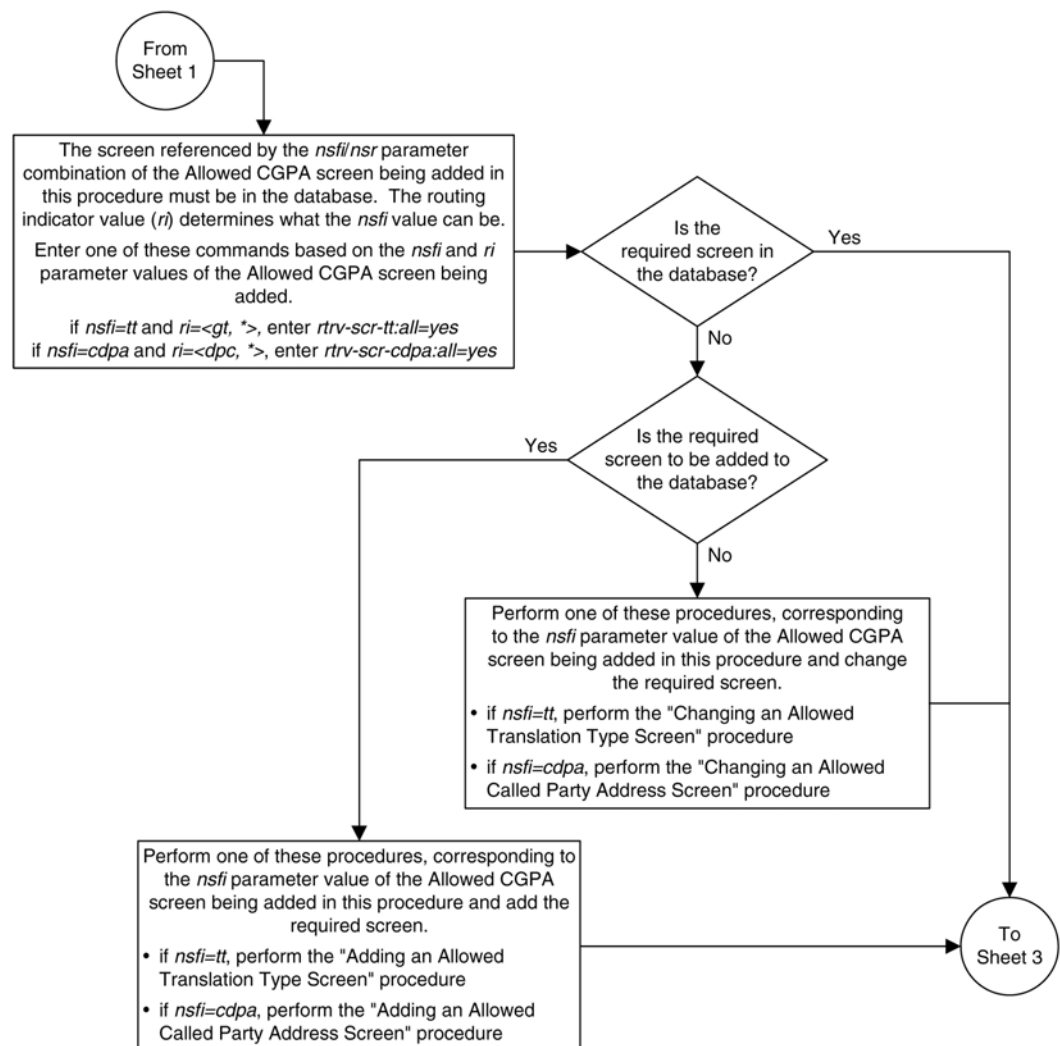 From
Sheet 1
The screen referenced by the nsfi/nsr parameter
combination of the Allowed CGPA screen being added in
this procedure must be in the database.  The routing
indicator value (ri) determines what the nsfi value can be.
Enter one of these commands based on the nsfi and ri
parameter values of the Allowed CGPA screen being
added.
if nsfi=tt and ri=<gt, *>, enter rtrv-scr-tt:all=yes
if nsfi=cdpa and ri=<dpc, *>, enter rtrv-scr-cdpa:all=yes
Is the
required screen in
the database?
Yes
No
Is the required
screen to be added to
the database?
Yes
No
Perform one of these procedures, corresponding
to the nsfi parameter value of the Allowed CGPA
screen being added in this procedure and change
the required screen.
• if nsfi=tt, perform the "Changing an Allowed
Translation Type Screen" procedure
• if nsfi=cdpa, perform the "Changing an Allowed
Called Party Address Screen" procedure
Perform one of these procedures, corresponding to
the nsfi parameter value of the Allowed CGPA
screen being added in this procedure and add the
required screen.
• if nsfi=tt, perform the "Adding an Allowed
Translation Type Screen" procedure
• if nsfi=cdpa, perform the "Adding an Allowed
Called Party Address Screen" procedure
To
Sheet 3